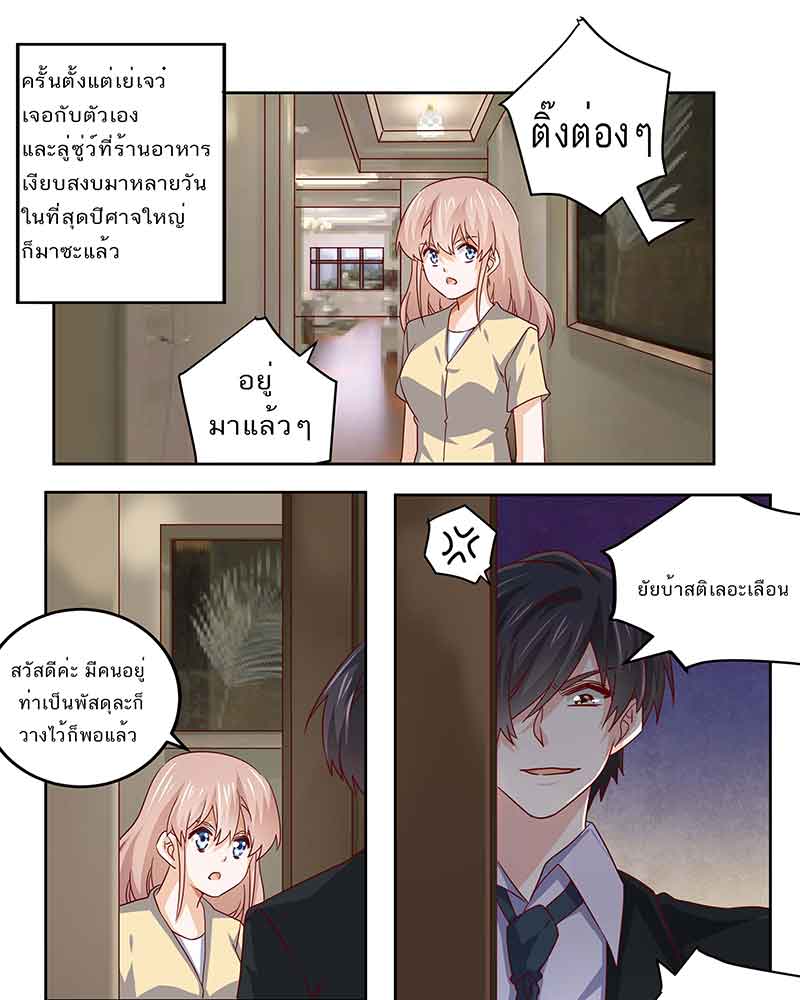 ครั้นตั้งแต่เย่เจว๋
เจอกับตัวเอง
และลู่ซู่ว์ที่ร้านอาหาร
เงียบสงบมาหลายวัน
ในที่สุดปีศาจใหญ่
ก็มาซะแล้ว
ติ๊งต่องๆ
อยู่
มาแล้วๆ
สวัสดีค่ะ มีคนอยู่
ท่าเป็นพัสดุละก็
วางไว้ก็พอแล้ว
ยัยบ้าสติเลอะเลือน